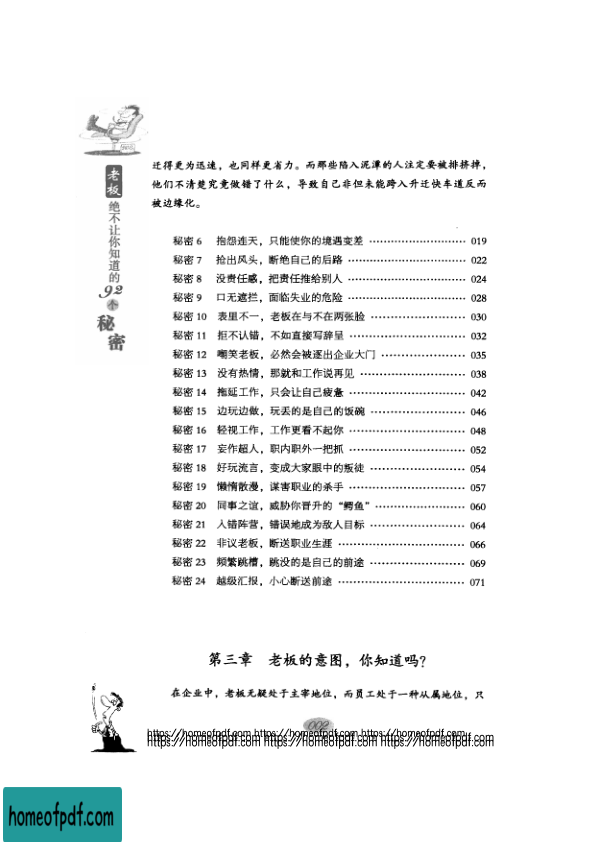 老板
绝不让你知道的
92
个
秘密
迁得更为迅速，也同样更省力。而那些陷入泥潭的人注定要被排挤掉，
他们不清楚究竟做错了什么，导致自己非但未能跨入升迁快车道反而
被边缘化。
秘密 6 抱怨连天，只能使你的境遇变差 ………………………… 019
秘密 7 抢出风头，断绝自己的后路 ……………………………… 022
秘密 8 没责任感，把责任推给别人 ……………………………… 024
秘密 9 口无遮拦，面临失业的危险 ……………………………… 028
秘密 10 表里不一，老板在与不在两张脸 ………………………… 030
秘密 11 拒不认错，不如直接写辞呈 ……………………………… 032
秘密 12 嘲笑老板，必然会被逐出企业大门 ……………………… 035
秘密 13 没有热情，那就和工作说再见 …………………………… 038
秘密 14 拖延工作，只会让自己疲惫 ……………………………… 042
秘密 15 边玩边做，玩丢的是自己的饭碗 ………………………… 046
秘密 16 轻视工作，工作更看不起你 ……………………………… 048
秘密 17 妄作超人，职内职外一把抓 ……………………………… 052
秘密 18 好玩流言，变成大家眼中的叛徒 ………………………… 054
秘密 19 懒惰散漫，谋害职业的杀手 ……………………………… 057
秘密 20 同事之谊，威胁你晋升的“鳄鱼” ………………………… 060
秘密 21 入错阵营，错误地成为敌人目标 ………………………… 064
秘密 22 非议老板，断送职业生涯 ………………………………… 066
秘密 23 频繁跳槽，跳没的是自己的前途 ………………………… 069
秘密 24 越级汇报，小心断送前途 ………………………………… 071
第三章 老板的意图，你知道吗？
在企业中，老板无疑处于主宰地位，而员工处于一种从属地位，只
002
https://homeofpdf.com https://homeofpdf.com https://homeofpdf.com
https://homeofpdf.com https://homeofpdf.com https://homeofpdf.com
homeofpdf.com